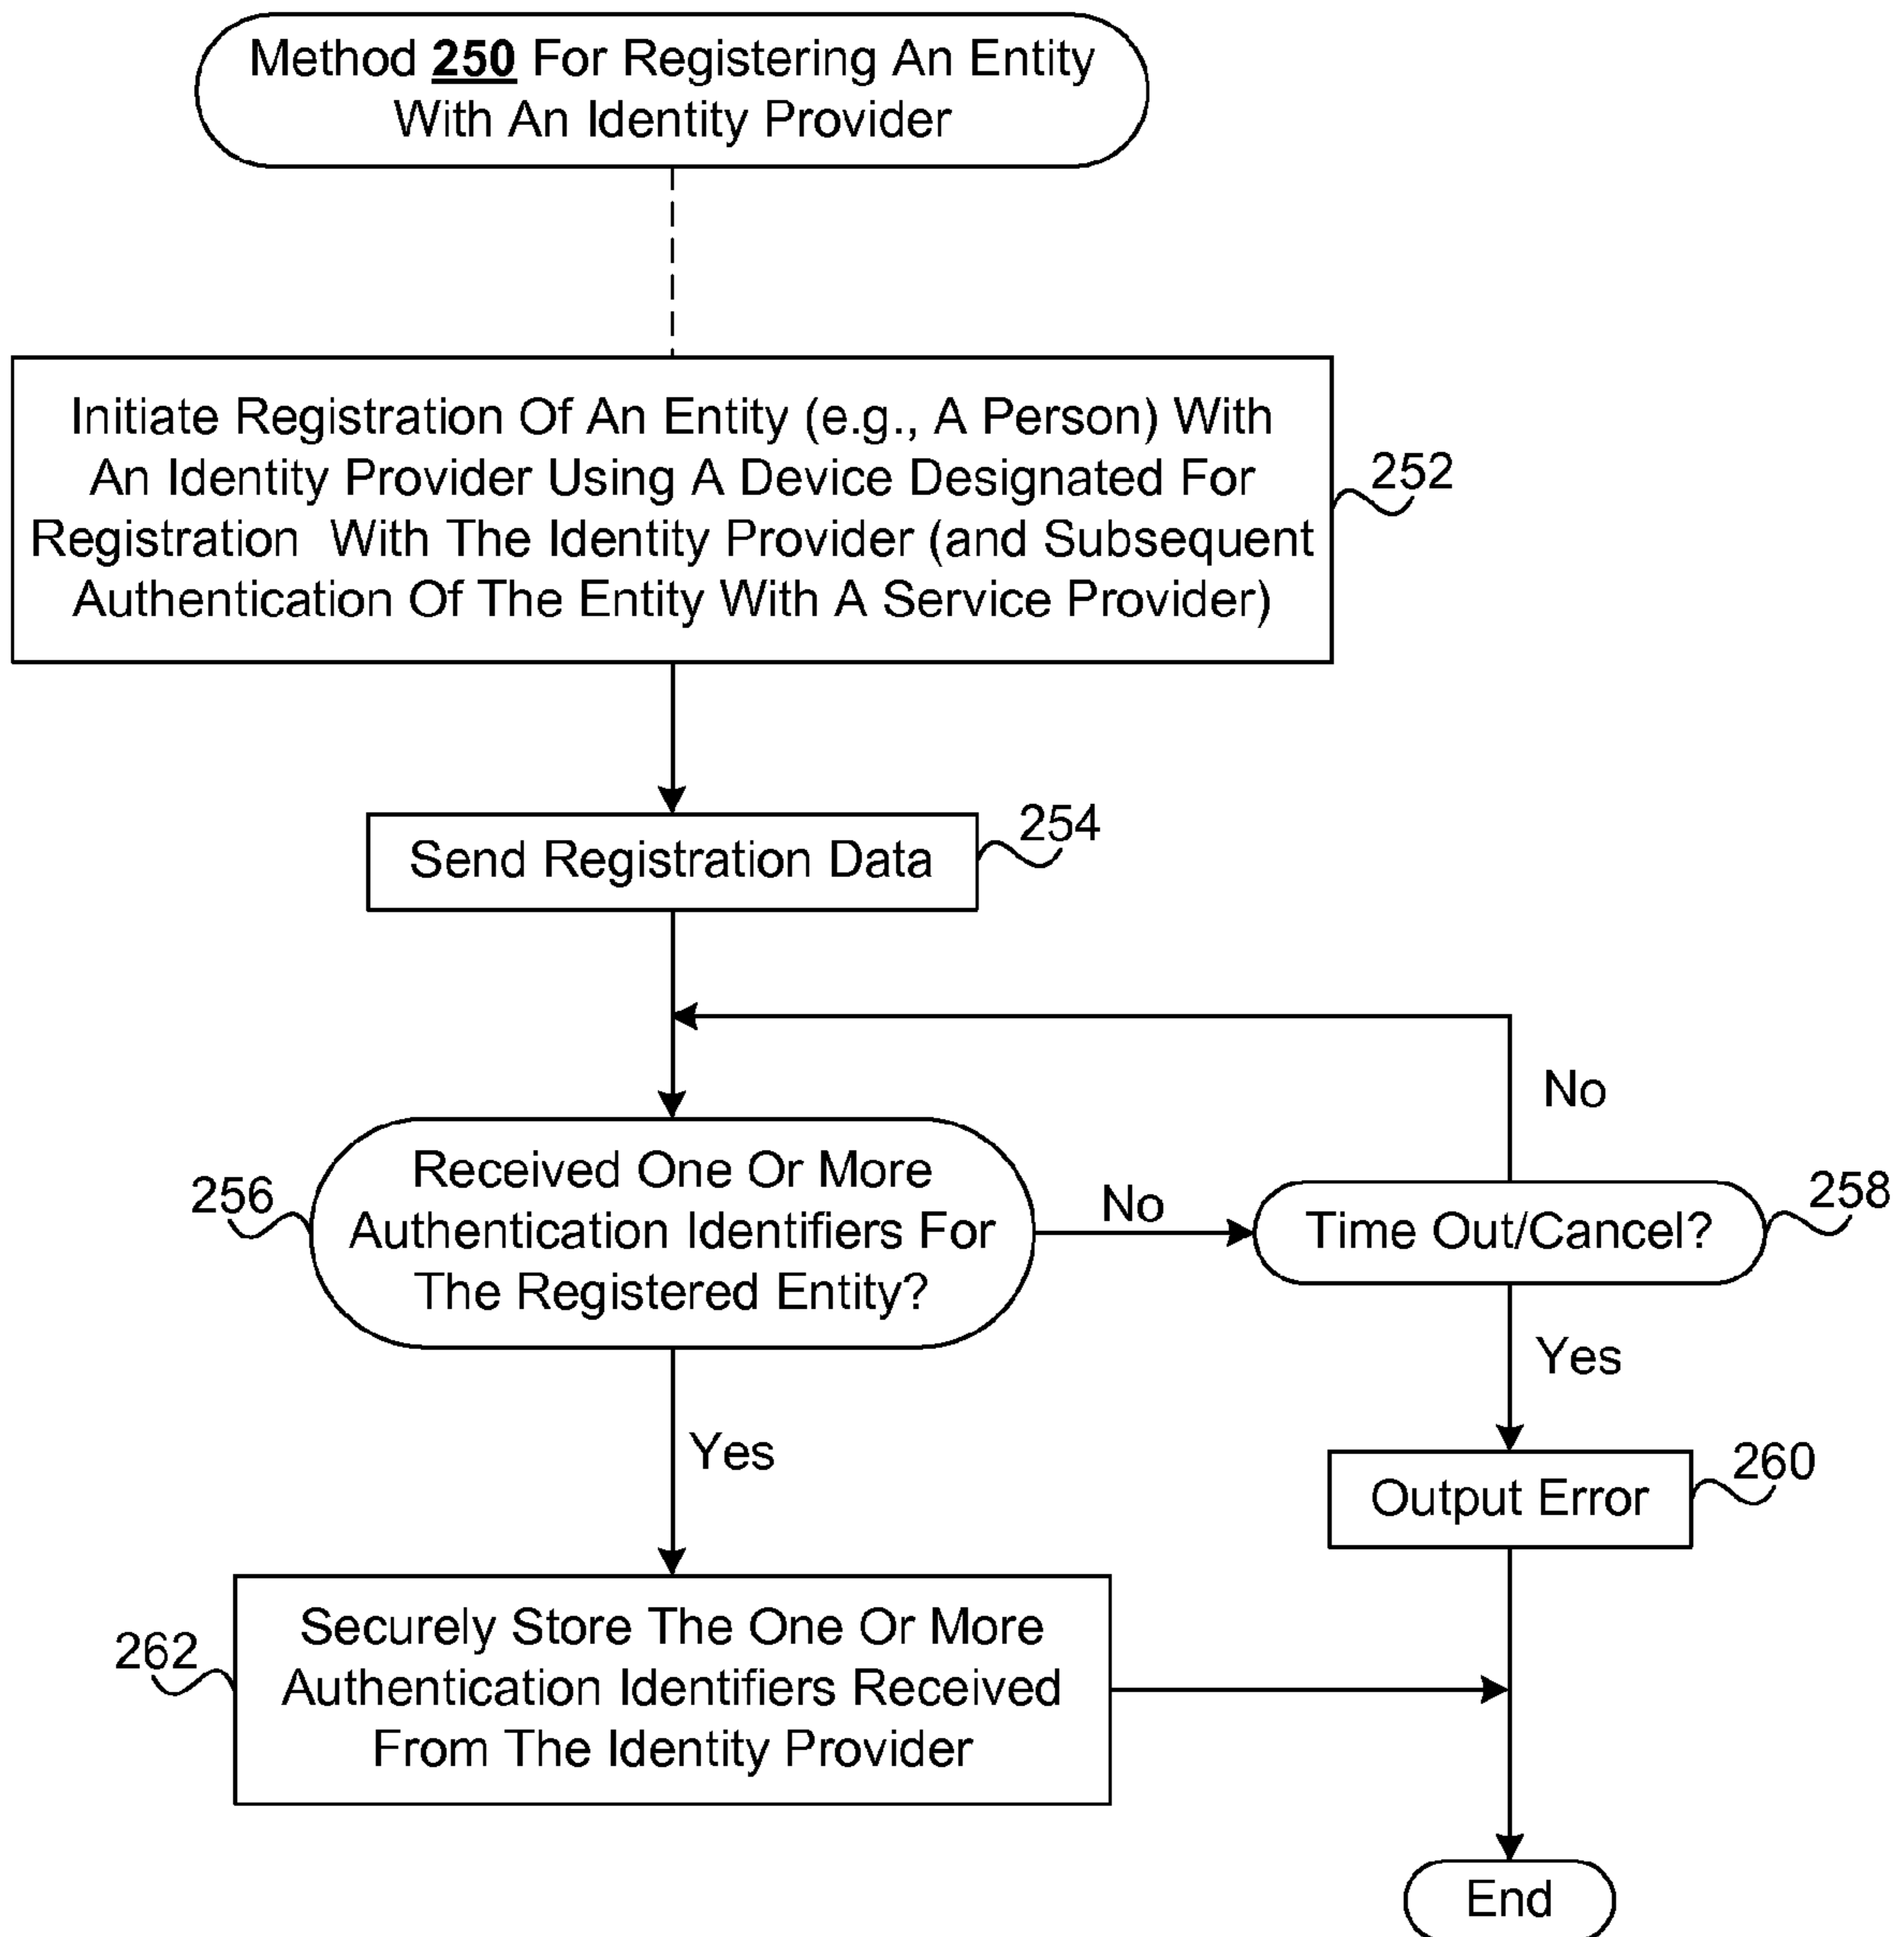 Method 250 For Registering An Entity
With An Identity Provider
Initiate Registration Of An Entity (e.g., A Person) With
An Identity Provider Using A Device Designated For
Registration With The Identity Provider (and Subsequent
Authentication Of The Entity With A Service Provider)
252
Send Registration Data
254
No
256
Received One Or More
Authentication Identifiers For
The Registered Entity?
No
Time Out/Cancel?
258
Yes
Yes
Output Error
260
262
Securely Store The One Or More
Authentication Identifiers Received
From The Identity Provider
End